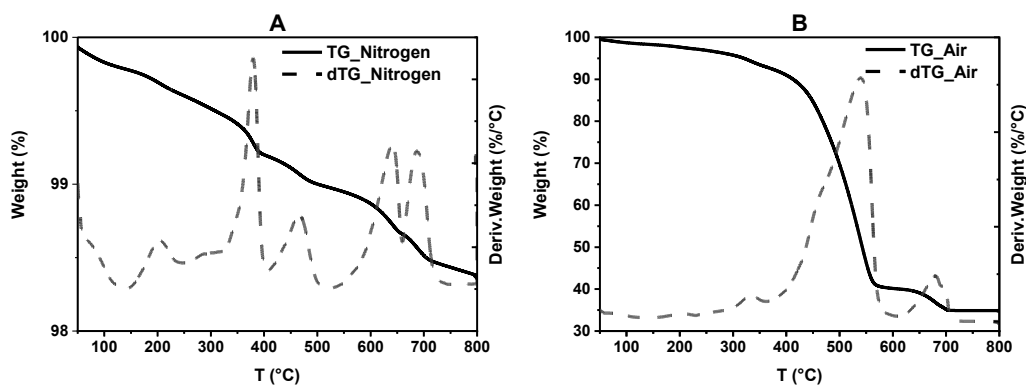 A
TG_Nitrogen
dTG_Nitrogen
Weight (%)
Deriv.Weight (%/°C)
100
99
98
100 200 300 400 500 600 700 800
T (°C)
B
TG_Air
dTG_Air
Weight (%)
Deriv.Weight (%/°C)
100
90
80
70
60
50
40
30
100 200 300 400 500 600 700 800
T (°C)